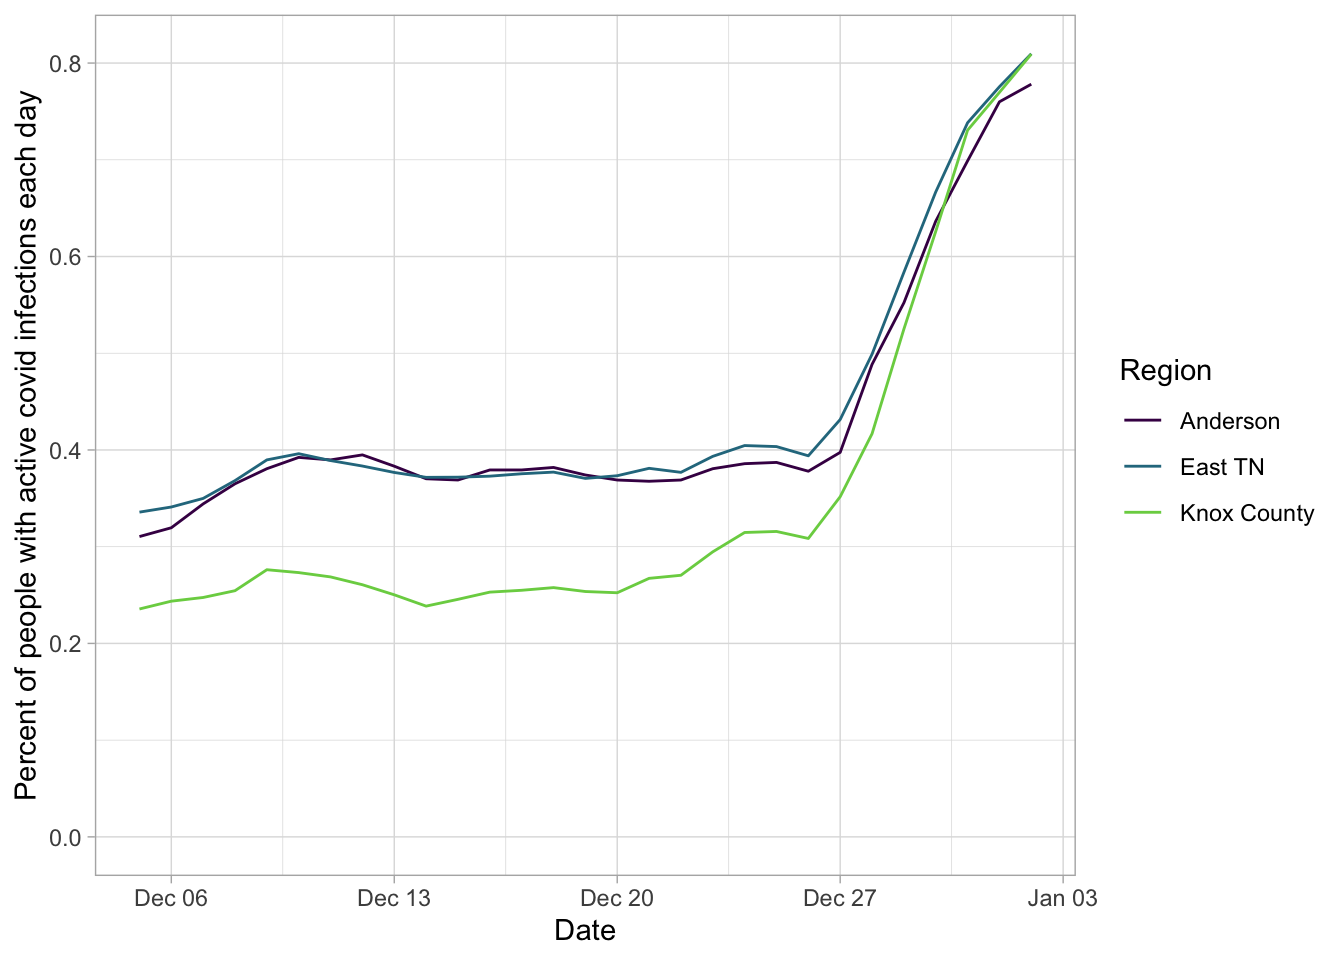 Percent of people with active covid infections each day
0.8
0.6
0.4
0.2
0.0
Dec 06 Dec 13 Dec 20 Dec 27 Jan 03
Date
Region
Anderson
East TN
Knox County